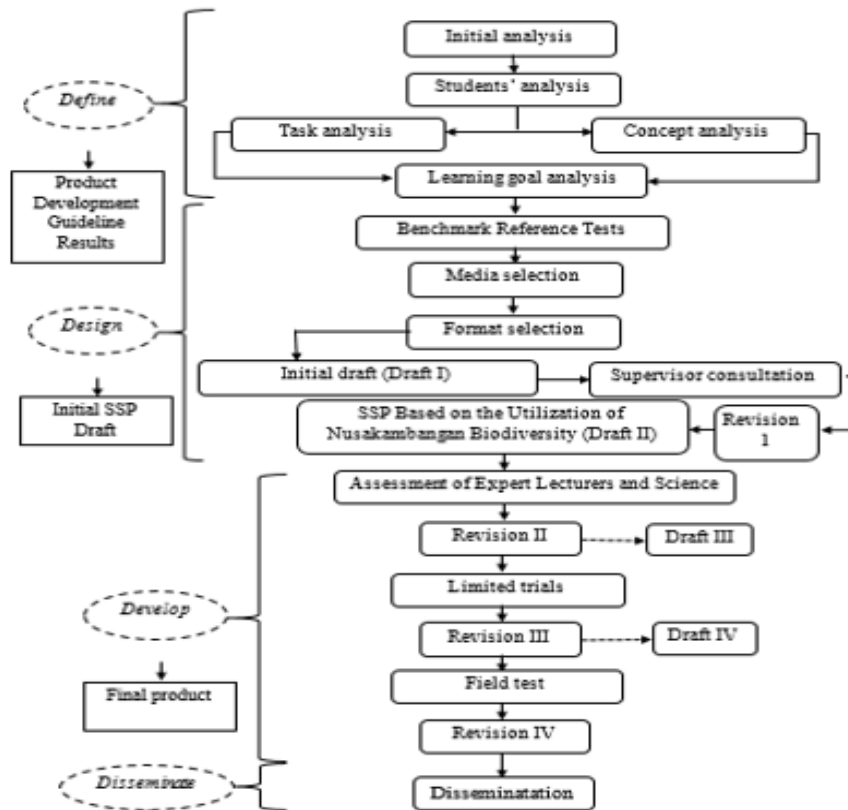 Initial analysis
Students' analysis
Define
Task analysis
Concept analysis
Learning goal analysis
Product
Development
Guideline
Results
Benchmark Reference Tests
Media selection
Design
Format selection
Initial draft (Draft I)
Supervisor consultation
Initial SSP
Draft
SSP Based on the Utilization of
Nusakambangan Biodiversity (Draft II)
Revision
1
Assessment of Expert Lecturers and Science
Revision II
Draft III
Limited trials
Develop
Revision III
Draft IV
Final product
Field test
Revision IV
Disseminate
Disseminatation